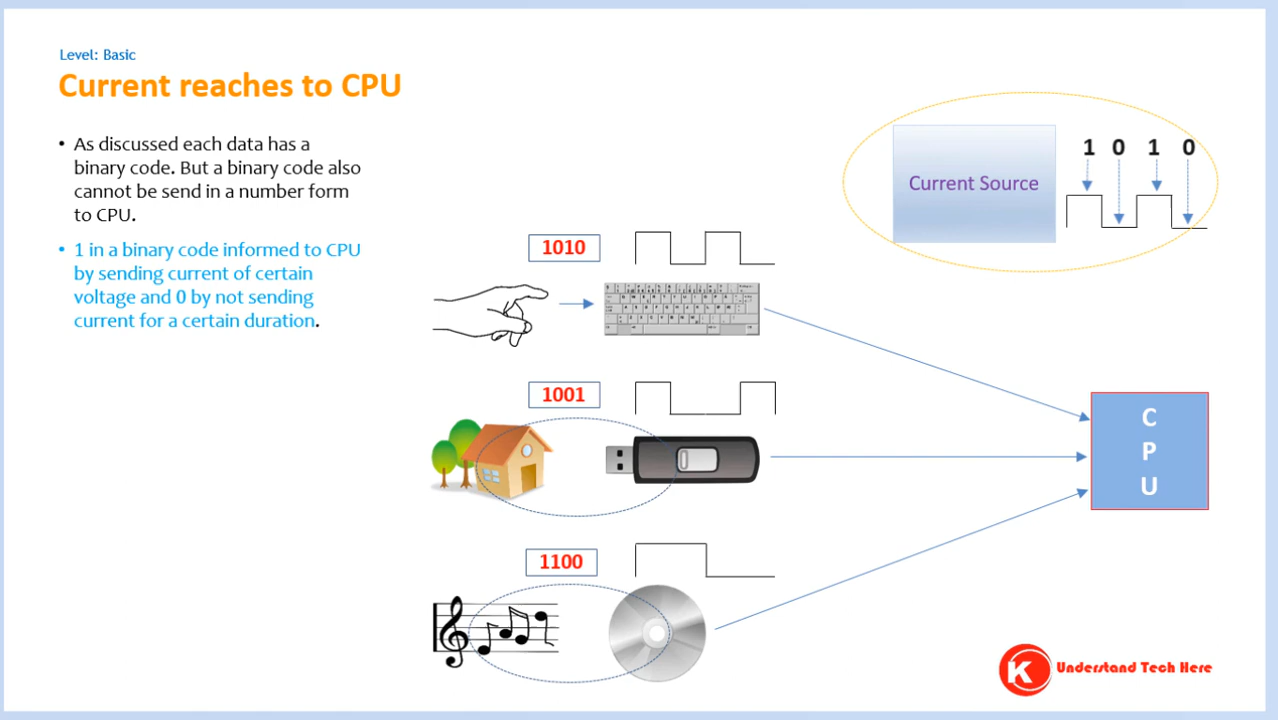 Level: Basic
Current reaches to CPU
• As discussed each data has a
binary code. But a binary code also
cannot be send in a number form
to CPU.
• 1 in a binary code informed to CPU
by sending current of certain
voltage and 0 by not sending
current for a certain duration.
Current Source
1 0 1 0
1010
1001
1100
C
P
U
K
Understand Tech Here